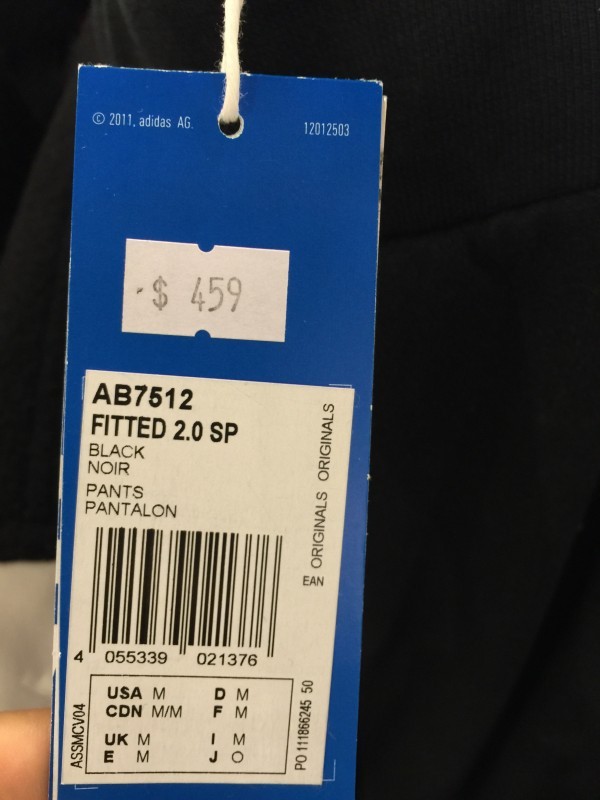 © 2011, adidas AG.
12012503
$ 459
AB7512
FITTED 2.0 SP
BLACK
NOIR
PANTS
PANTALON
ORIGINALS ORIGINALS
EAN
4 055339 021376
ASSMCV04
USA M D M
CDN M/M F M
UK M I M
E M J O
PO 111866245 50